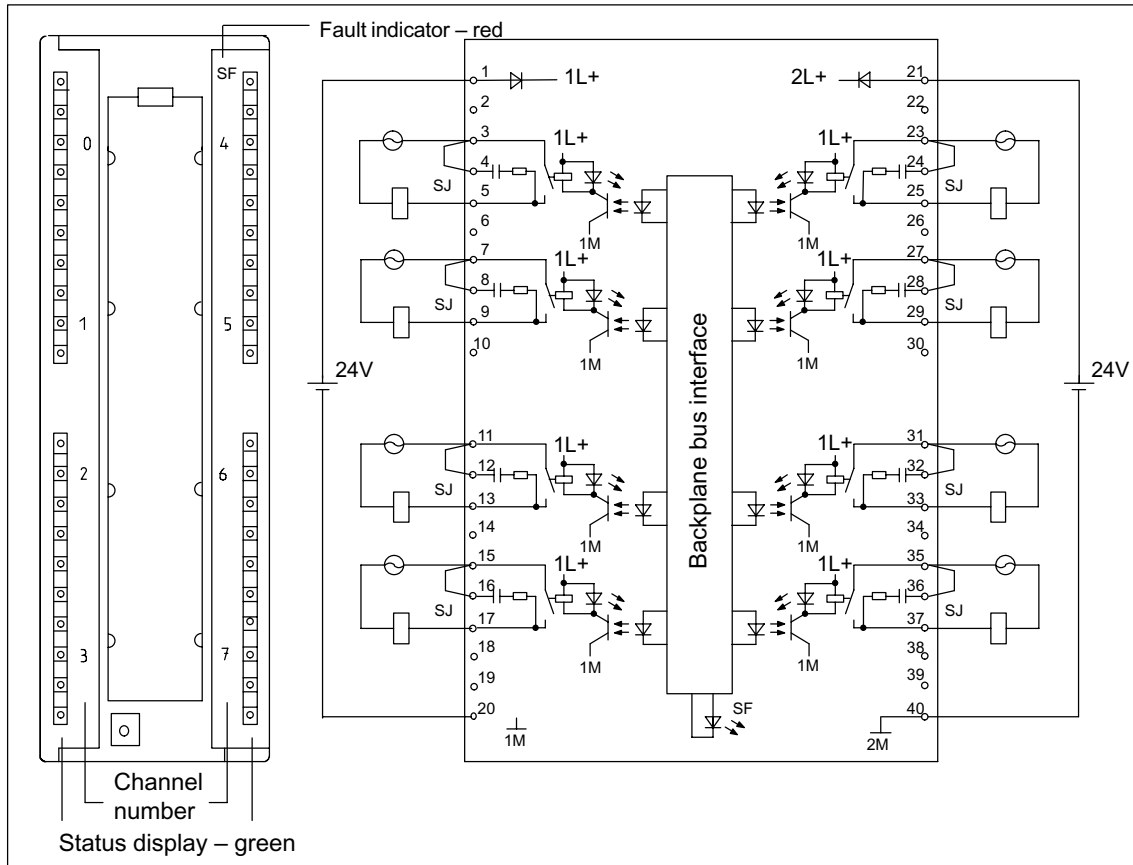 Fault indicator – red
SF
0
4
1
5
2
6
3
7
Channel
number
Status display – green
1
1L+
2L+
21
2
22
3
1L+
1L+
23
4
24
SJ
SJ
5
25
6
1M
1M
26
7
1L+
1L+
27
8
28
SJ
SJ
9
29
10
1M
1M
30
24V
24V
Backplane bus interface
11
1L+
1L+
31
12
32
SJ
SJ
13
33
14
1M
1M
34
15
1L+
1L+
35
16
36
SJ
SJ
17
37
18
1M
1M
38
19
39
20
1M
SF
2M
40